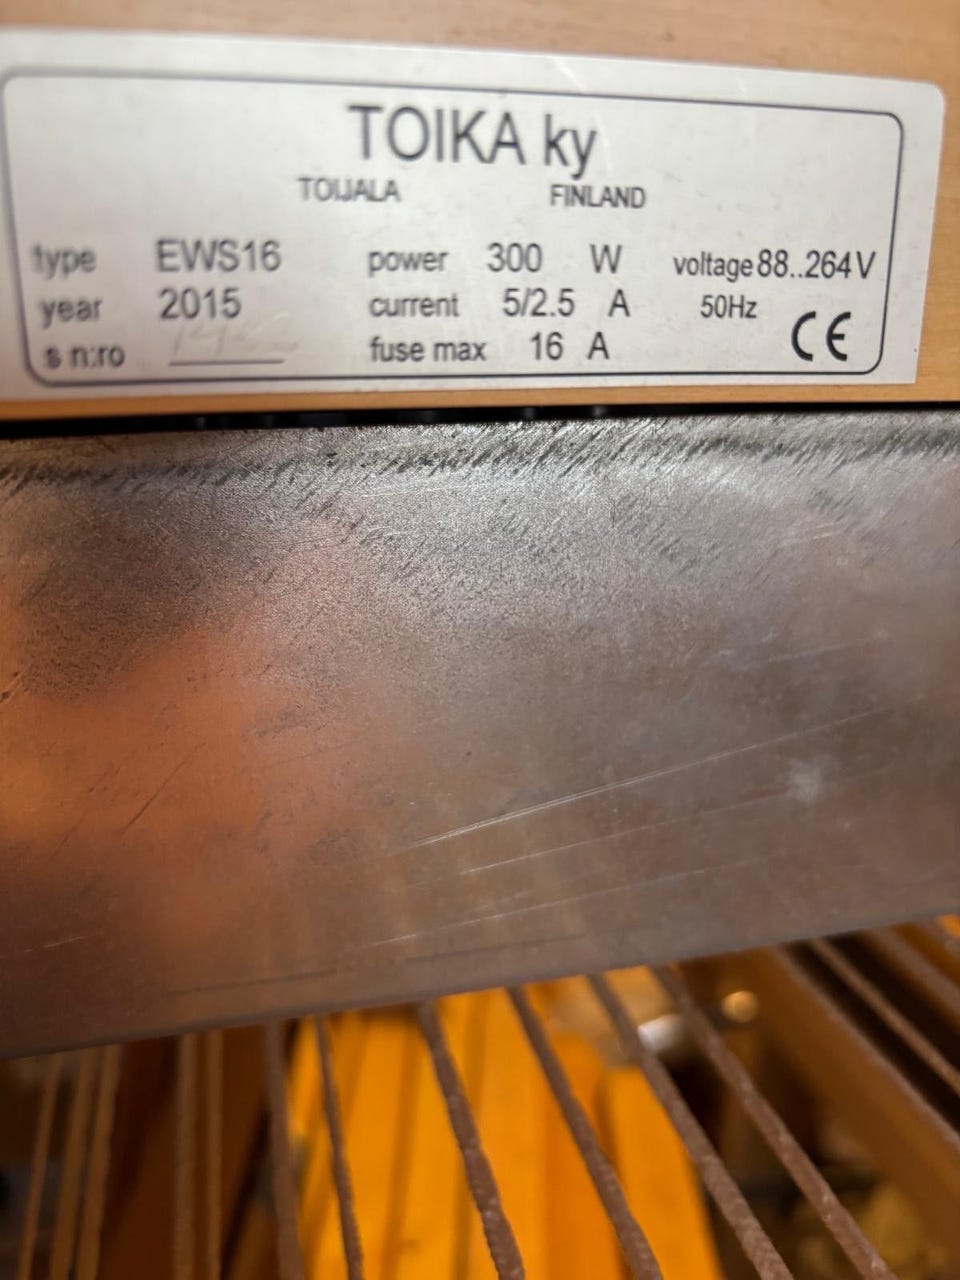 TOIKA ky
TOIJALA FINLAND
type EWS16 power 300 W voltage 88..264V
year 2015 current 5/2.5 A 50Hz
s n:ro fuse max 16 A CE